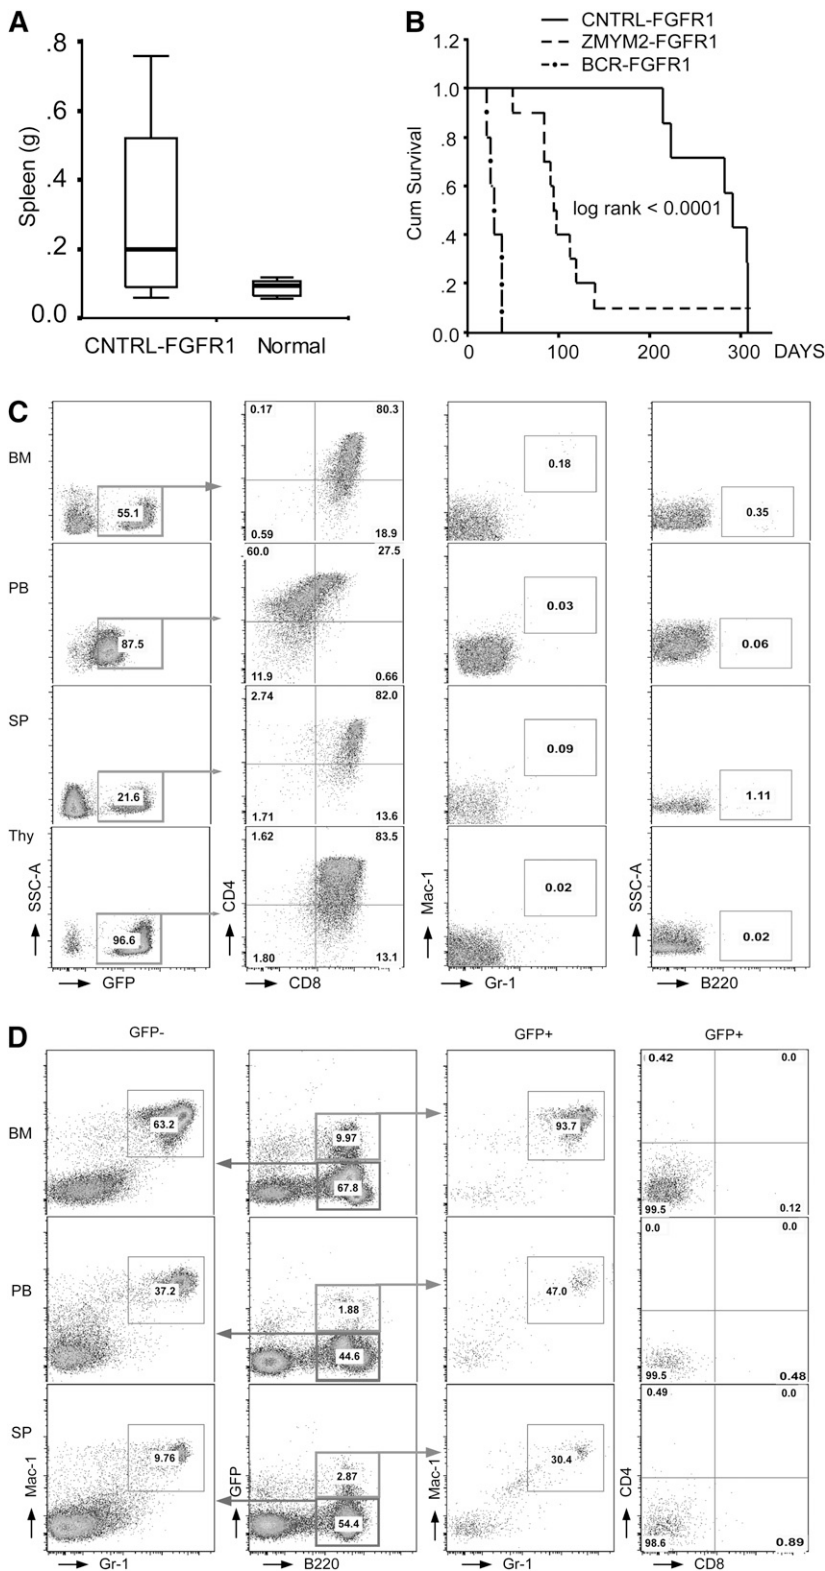 A
.8
.6
.4
.2
0.0
Spleen (g)
CNTRL-FGFR1 Normal
B
CNTRL-FGFR1
ZMYM2-FGFR1
BCR-FGFR1
1.2
1.0
.8
.6
.4
.2
0.0
Cum Survival
log rank < 0.0001
0 100 200 300 DAYS
C
BM
55.1
0.17 80.3
0.59 18.9
0.18
0.35
PB
87.5
60.0 27.5
11.9 0.66
0.03
0.06
SP
21.6
2.74 82.0
1.71 13.6
0.09
1.11
Thy
96.6
1.62 83.5
1.80 13.1
0.02
0.02
SSC-A
CD4
Mac-1
SSC-A
GFP CD8 Gr-1 B220
D
GFP- GFP+ GFP+
BM
63.2
9.97
67.8
93.7
0.42 0.0
99.5 0.12
PB
37.2
1.88
44.6
47.0
0.0 0.0
99.5 0.48
SP
9.76
2.87
54.4
30.4
0.49 0.0
98.6 0.89
Mac-1
GFP
Mac-1
CD4
Gr-1 B220 Gr-1 CD8